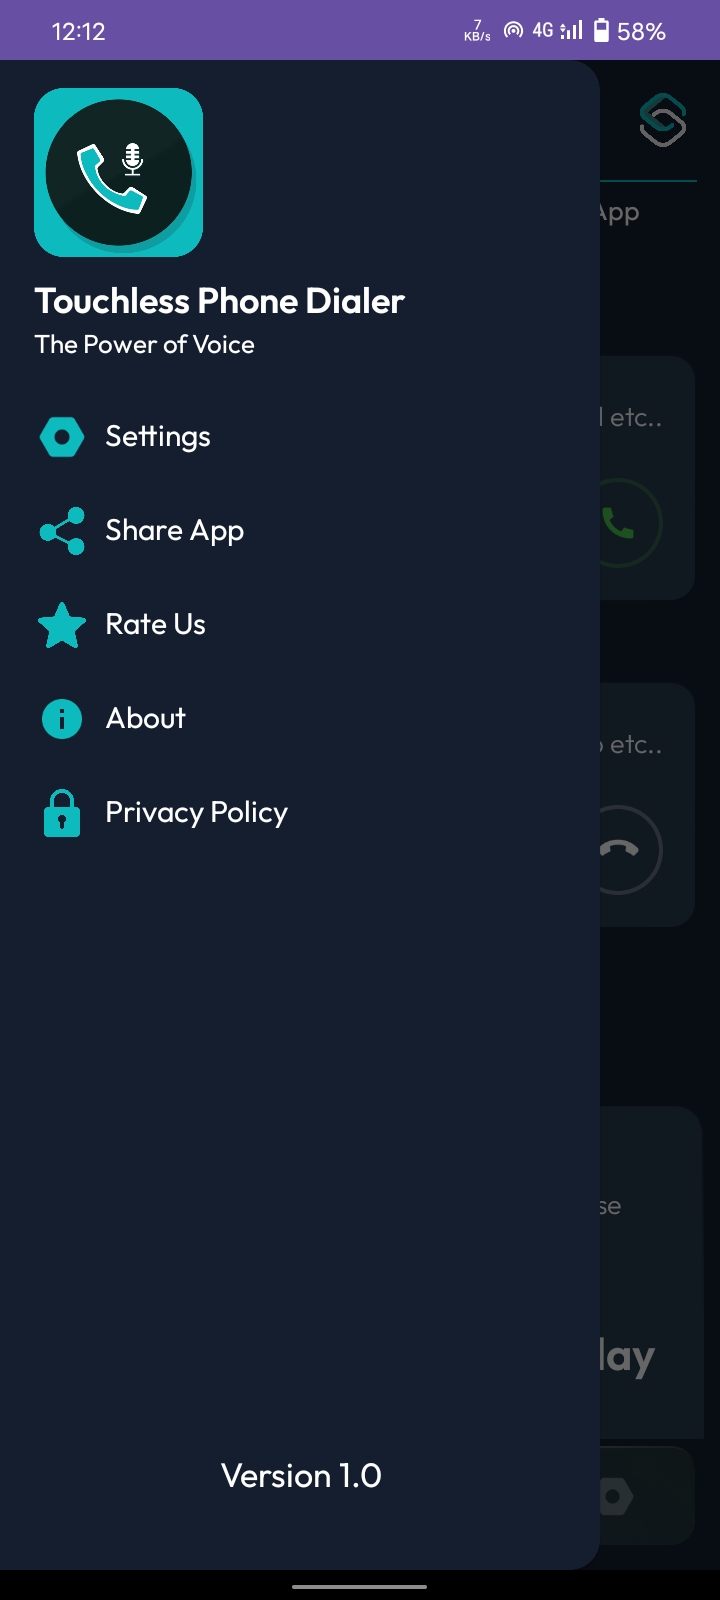 12:12 7 KB/s 4G 58%
App
Touchless Phone Dialer
The Power of Voice
etc..
Settings
Share App
Rate Us
About
etc..
Privacy Policy
se
lay
Version 1.0